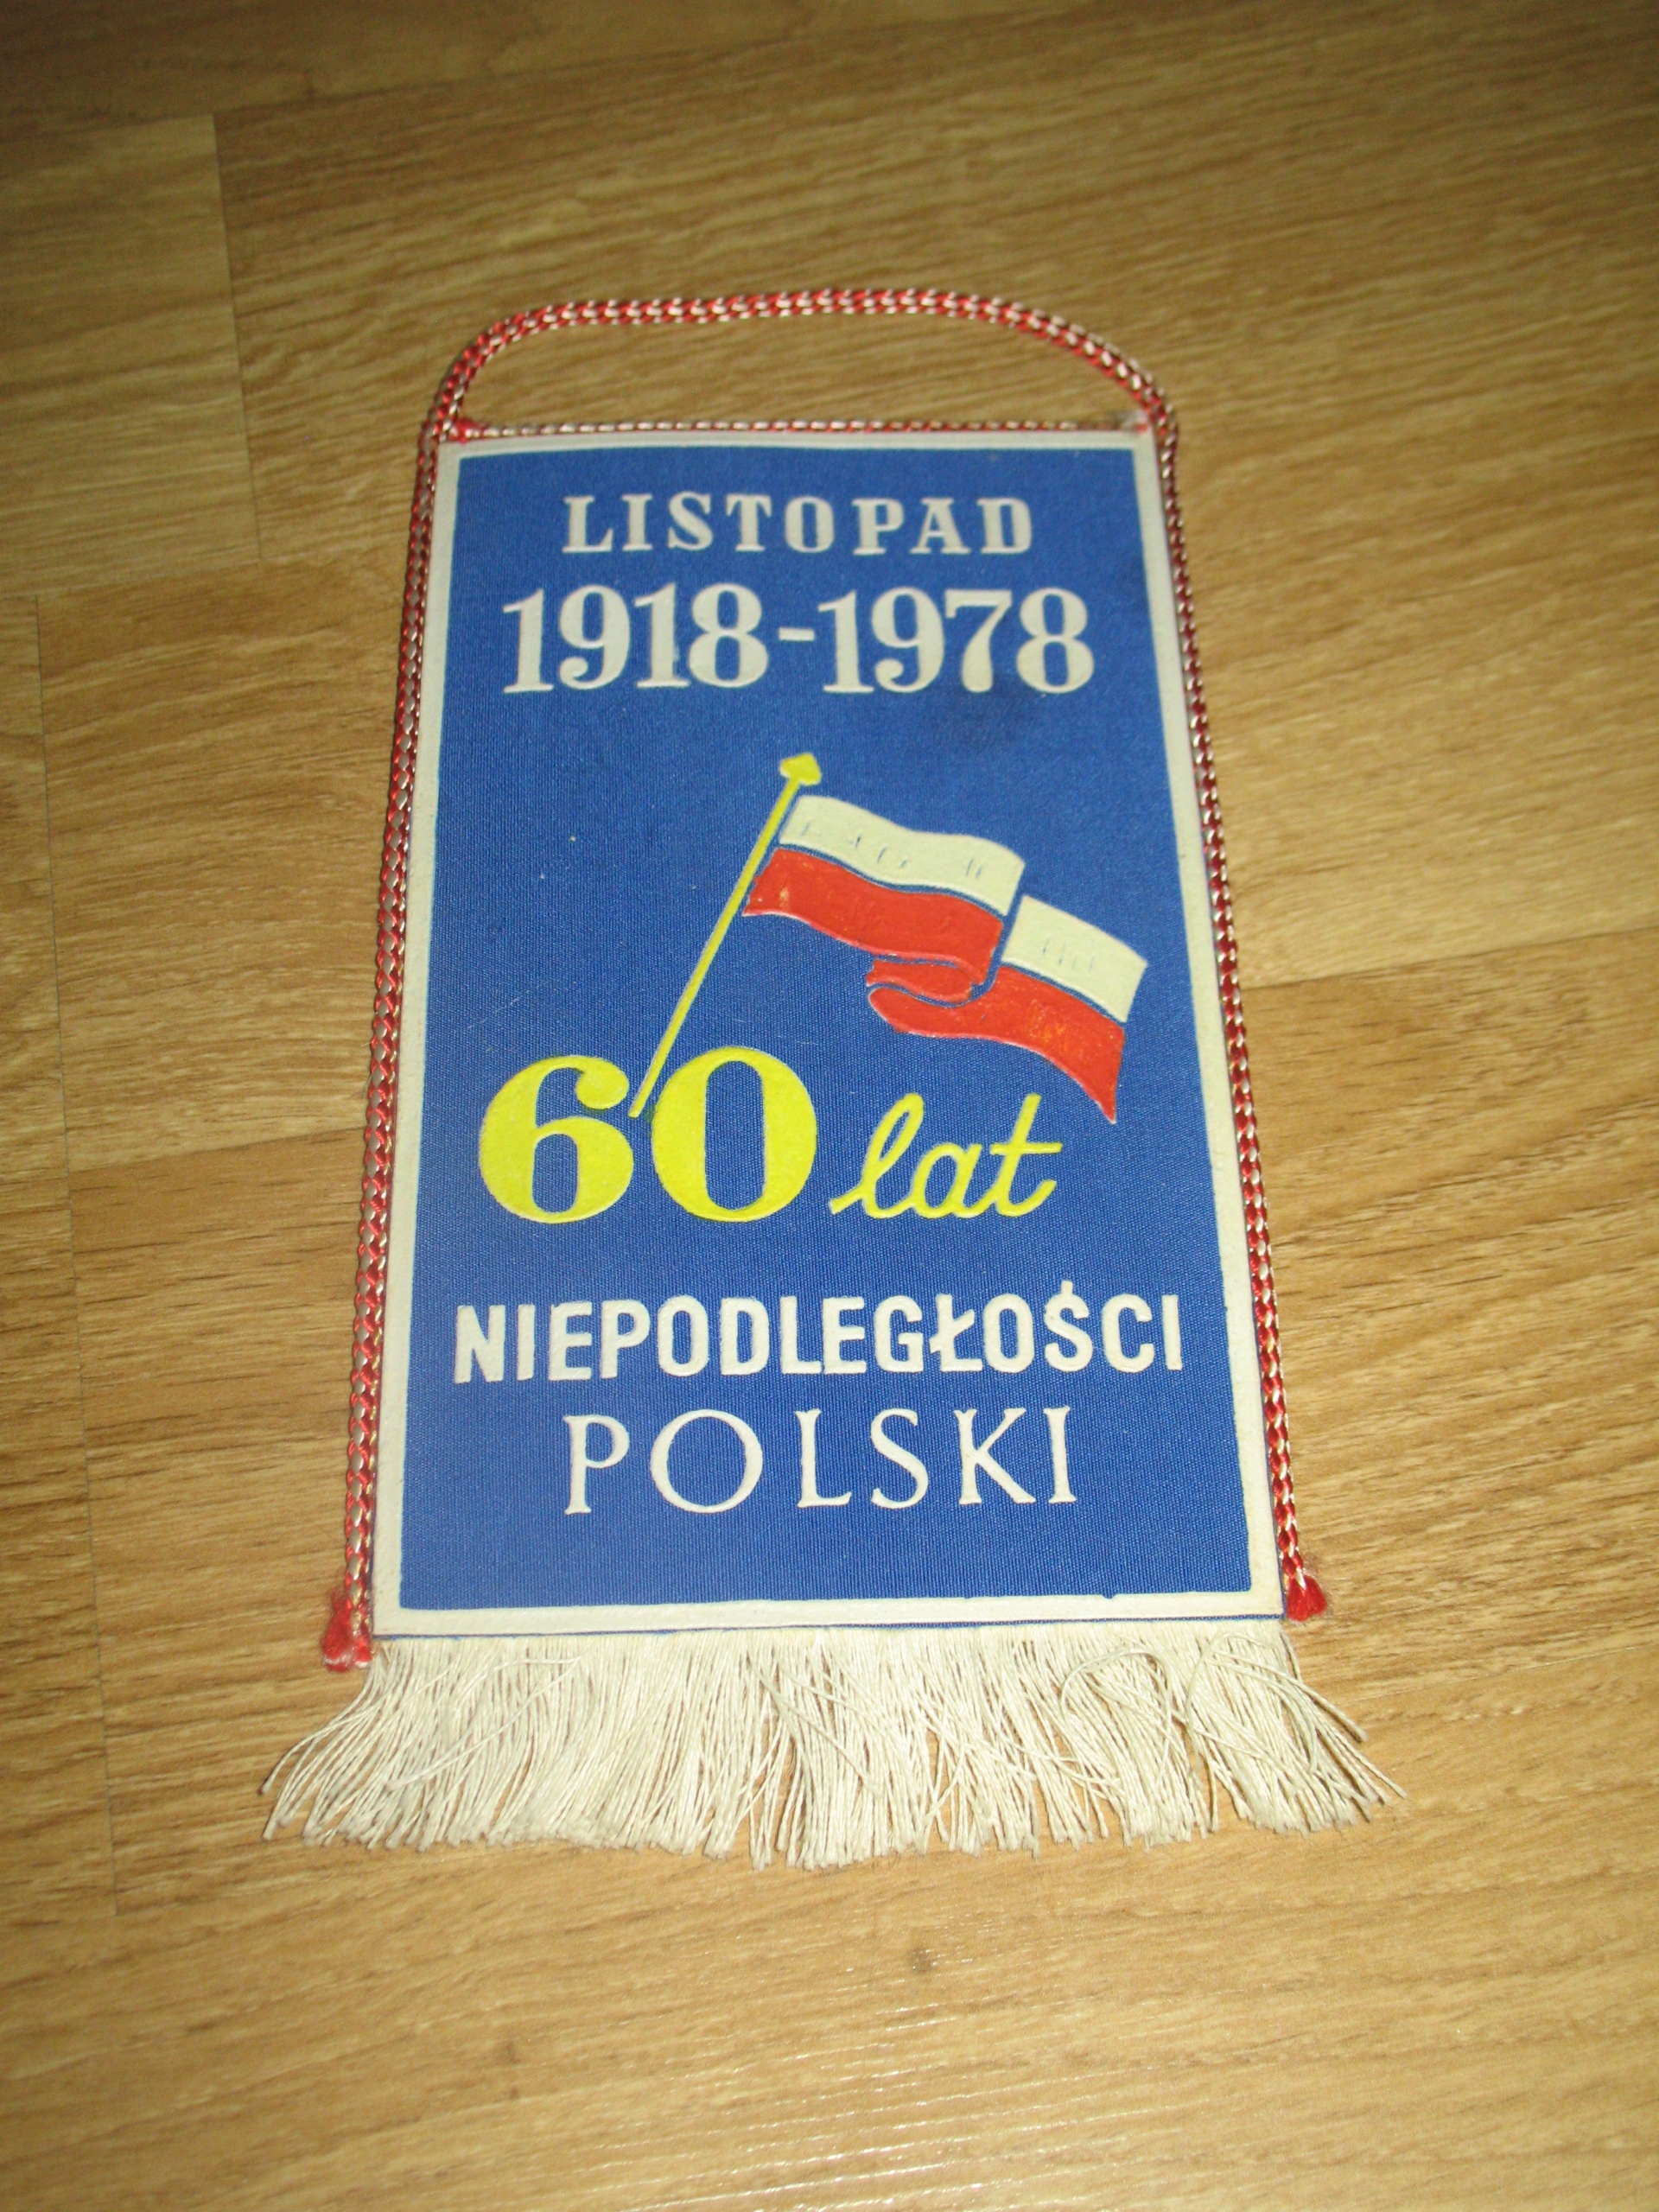 LISTOPAD
1918-1978
60 lat
NIEPODLEGŁOŚCI
POLSKI